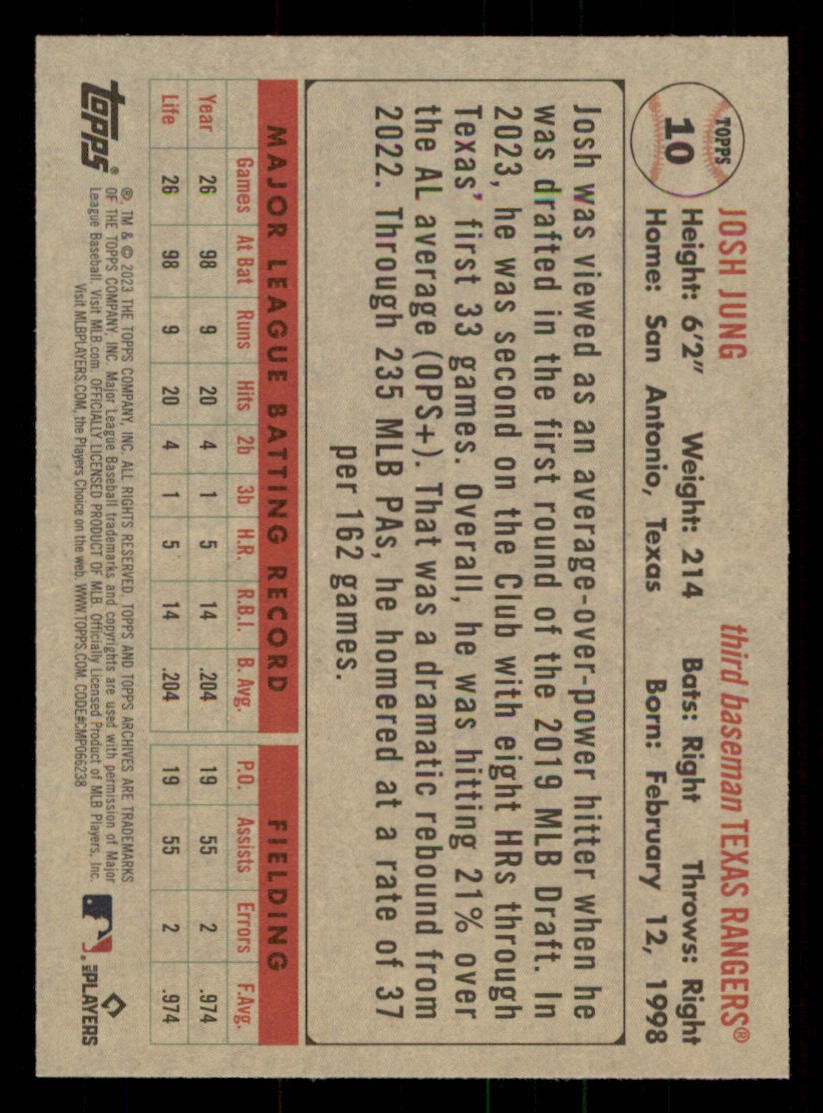 TOPPS
10
JOSH JUNG third baseman TEXAS RANGERS®
Height: 6'2" Weight: 214 Bats: Right Throws: Right
Home: San Antonio, Texas Born: February 12, 1998
Josh was viewed as an average-over-power hitter when he
was drafted in the first round of the 2019 MLB Draft. In
2023, he was second on the Club with eight HRs through
Texas' first 33 games. Overall, he was hitting 21% over
the AL average (OPS+). That was a dramatic rebound from
2022. Through 235 MLB PAs, he homered at a rate of 37
per 162 games.
MAJOR LEAGUE BATTING RECORD FIELDING
Games At Bat Runs Hits 2b 3b H.R. R.B.I. B. Avg. P.O. Assists Errors F.Avg.
Year 26 98 9 20 4 1 5 14 .204 19 55 2 .974
Life 26 98 9 20 4 1 5 14 .204 19 55 2 .974
topps®
®, TM & © 2023 THE TOPPS COMPANY, INC. ALL RIGHTS RESERVED. TOPPS AND TOPPS ARCHIVES ARE TRADEMARKS
OF THE TOPPS COMPANY, INC. Major League Baseball trademarks and copyrights are used with permission of Major
League Baseball. Visit MLB.com. OFFICIALLY LICENSED PRODUCT OF MLB. Officially Licensed Product of MLB Players, Inc.
Visit MLBPLAYERS.COM, the Players Choice on the web. WWW.TOPPS.COM. CODE#CMP066238
MLB PLAYERS